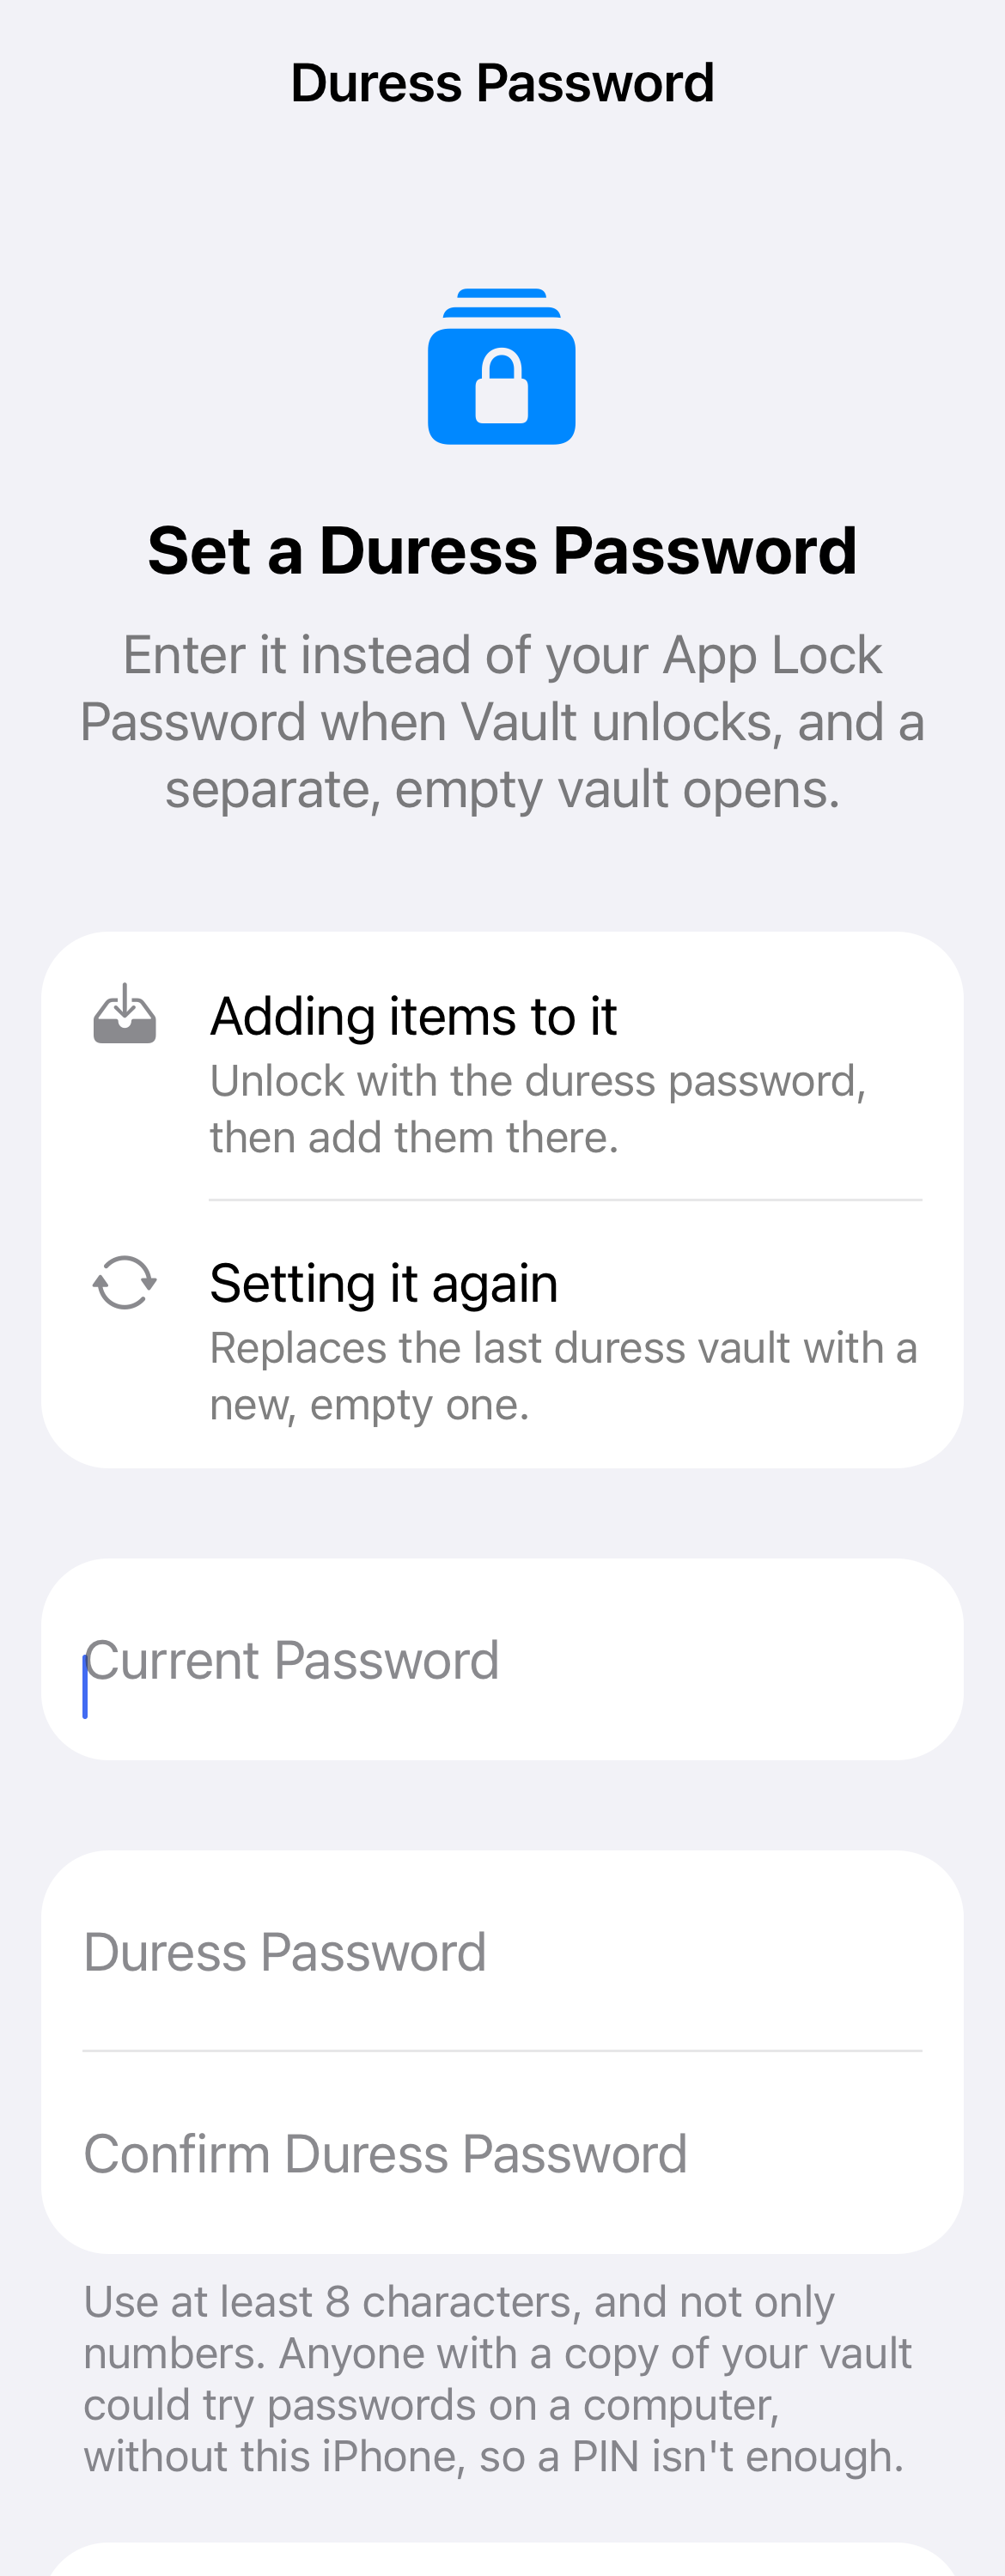 Duress Password
Set a Duress Password
Enter it instead of your App Lock
Password when Vault unlocks, and a
separate, empty vault opens.
Adding items to it
Unlock with the duress password,
then add them there.
Setting it again
Replaces the last duress vault with a
new, empty one.
Current Password
Duress Password
Confirm Duress Password
Use at least 8 characters, and not only
numbers. Anyone with a copy of your vault
could try passwords on a computer,
without this iPhone, so a PIN isn't enough.